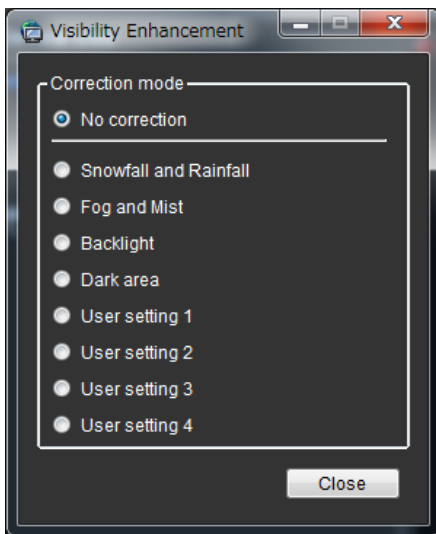 Visibility Enhancement
Correction mode
No correction
Snowfall and Rainfall
Fog and Mist
Backlight
Dark area
User setting 1
User setting 2
User setting 3
User setting 4
Close